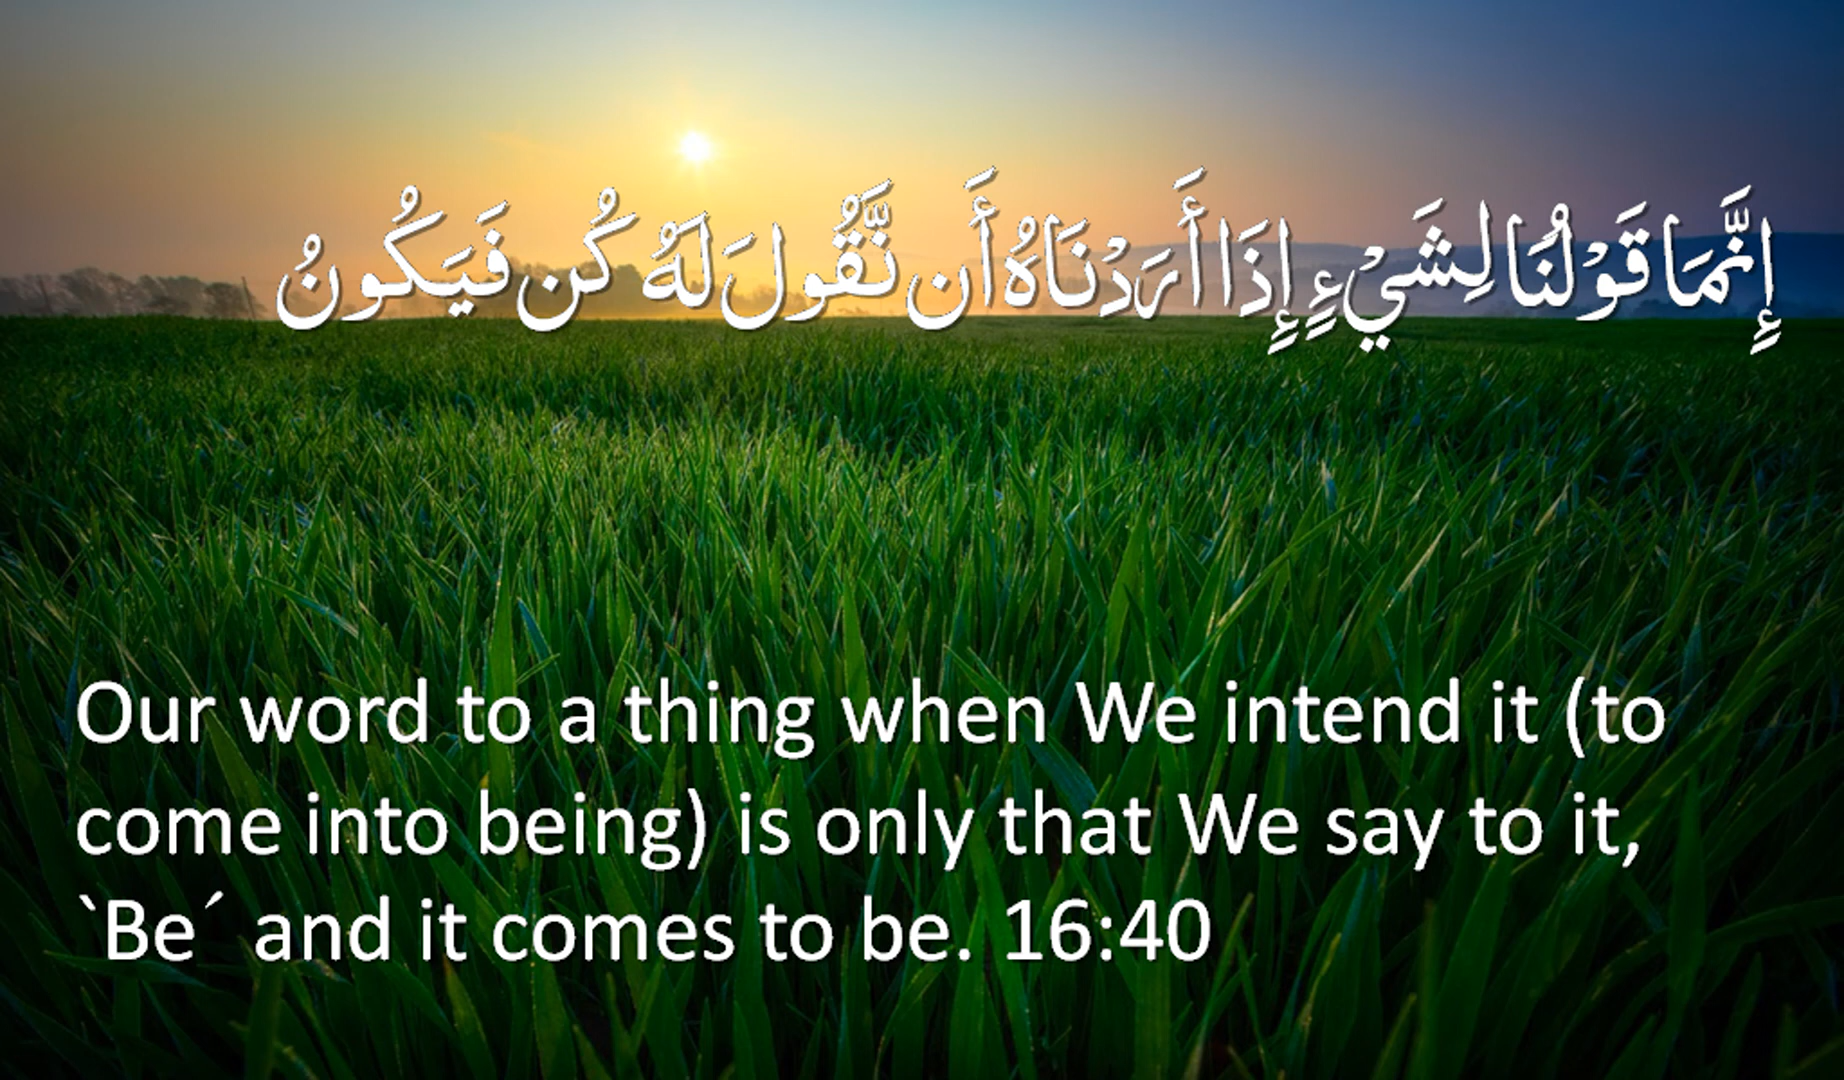 إِنَّمَا قَوْلُنَا لِشَيْءٍ إِذَا أَرَدْنَاهُ أَن نَّقُولَ لَهُ كُن فَيَكُونُ
Our word to a thing when We intend it (to
come into being) is only that We say to it,
`Be´ and it comes to be. 16:40